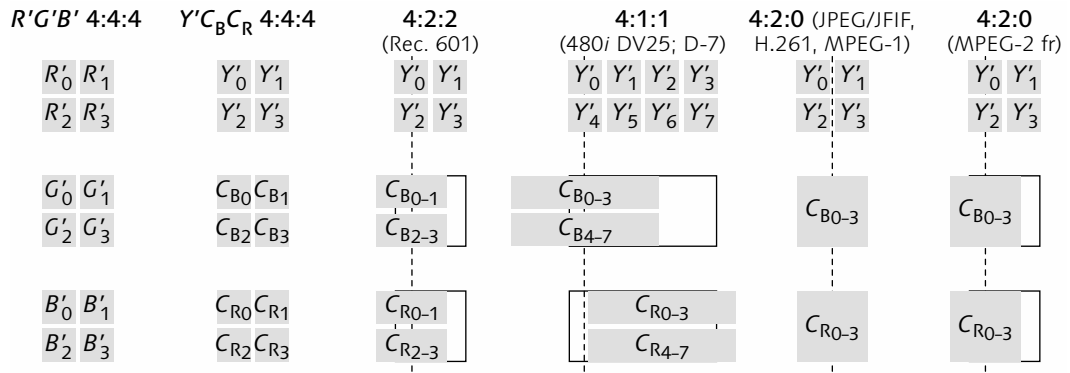 R'G'B' 4:4:4 Y'CBCR 4:4:4 4:2:2 4:1:1 4:2:0 (JPEG/JFIF, 4:2:0
(Rec. 601) (480i DV25; D-7) H.261, MPEG-1) (MPEG-2 fr)
R'0 R'1 Y'0 Y'1 Y'0 Y'1 Y'0 Y'1 Y'2 Y'3 Y'0 Y'1 Y'0 Y'1
R'2 R'3 Y'2 Y'3 Y'2 Y'3 Y'4 Y'5 Y'6 Y'7 Y'2 Y'3 Y'2 Y'3
G'0 G'1 CB0 CB1 CB0–1 CB0–3 CB0–3 CB0–3
G'2 G'3 CB2 CB3 CB2–3 CB4–7
B'0 B'1 CR0 CR1 CR0–1 CR0–3 CR0–3 CR0–3
B'2 B'3 CR2 CR3 CR2–3 CR4–7